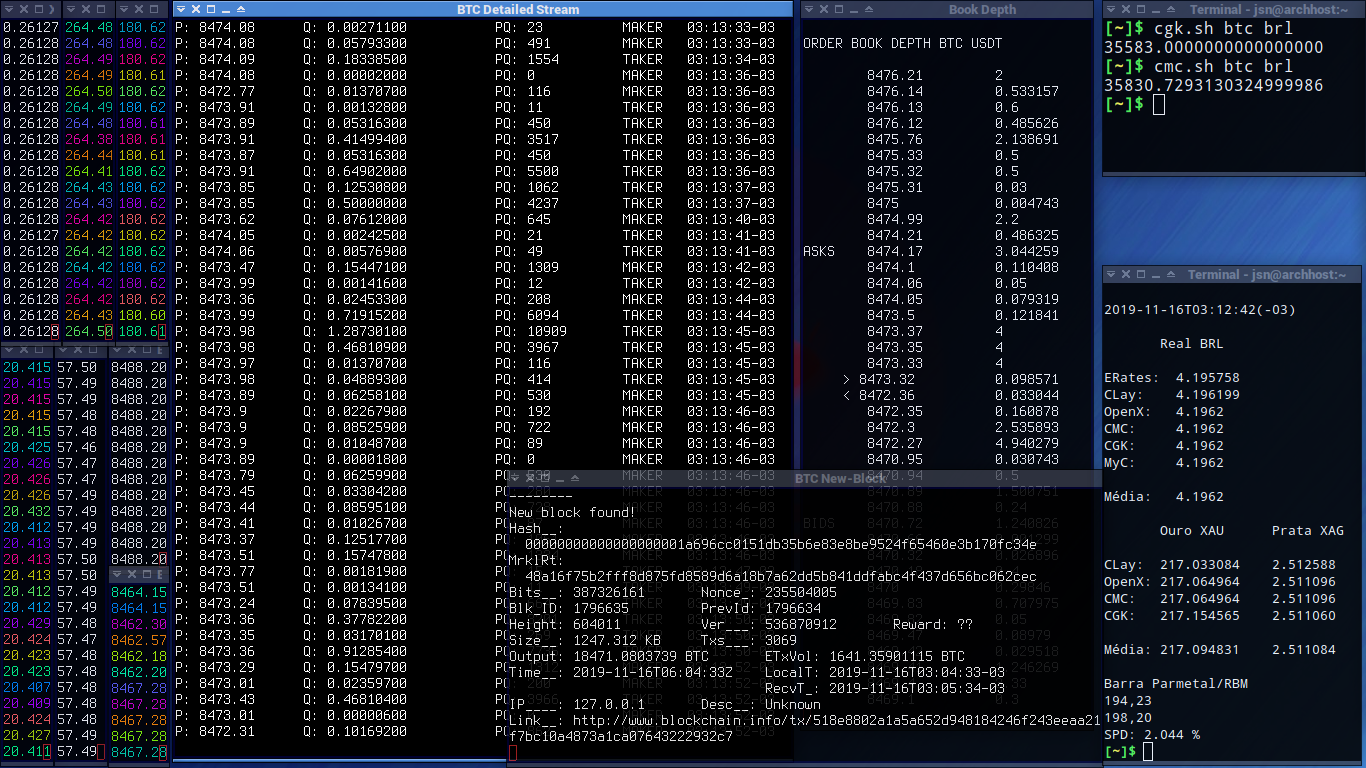 BTC Detailed Stream
P: 8474.08 Q: 0.00271100 PQ: 23 MAKER 03:13:33-03
P: 8474.08 Q: 0.05793300 PQ: 491 MAKER 03:13:33-03
P: 8474.09 Q: 0.18338500 PQ: 1554 TAKER 03:13:34-03
P: 8474.08 Q: 0.00002000 PQ: 0 MAKER 03:13:36-03
P: 8472.77 Q: 0.01370700 PQ: 116 MAKER 03:13:36-03
P: 8473.91 Q: 0.00132800 PQ: 11 MAKER 03:13:36-03
P: 8473.89 Q: 0.05316300 PQ: 450 MAKER 03:13:36-03
P: 8473.51 Q: 0.41499400 PQ: 3517 TAKER 03:13:36-03
P: 8473.87 Q: 0.05316300 PQ: 450 TAKER 03:13:36-03
P: 8473.91 Q: 0.64902000 PQ: 5500 TAKER 03:13:36-03
P: 8473.85 Q: 0.12530800 PQ: 1062 TAKER 03:13:37-03
P: 8473.85 Q: 0.50000000 PQ: 4237 TAKER 03:13:37-03
P: 8473.62 Q: 0.07612000 PQ: 645 MAKER 03:13:40-03
P: 8474.05 Q: 0.00242500 PQ: 21 TAKER 03:13:41-03
P: 8474.06 Q: 0.00576900 PQ: 49 TAKER 03:13:41-03
P: 8473.47 Q: 0.15447100 PQ: 1309 TAKER 03:13:42-03
P: 8473.99 Q: 0.00141600 PQ: 12 TAKER 03:13:42-03
P: 8473.36 Q: 0.02453300 PQ: 208 MAKER 03:13:44-03
P: 8473.99 Q: 0.71915200 PQ: 6094 TAKER 03:13:44-03
P: 8473.98 Q: 1.28730100 PQ: 10909 MAKER 03:13:45-03
P: 8473.98 Q: 0.46810900 PQ: 3967 MAKER 03:13:45-03
P: 8473.97 Q: 0.01370700 PQ: 116 MAKER 03:13:45-03
P: 8473.98 Q: 0.04889300 PQ: 414 TAKER 03:13:45-03
P: 8473.89 Q: 0.06258100 PQ: 530 MAKER 03:13:45-03
P: 8473.9 Q: 0.02267900 PQ: 192 MAKER 03:13:45-03
P: 8473.9 Q: 0.08525900 PQ: 722 MAKER 03:13:45-03
P: 8473.9 Q: 0.01048700 PQ: 89 MAKER 03:13:45-03
P: 8473.89 Q: 0.00001800 PQ: 0 MAKER 03:13:45-03
P: 8473.79 Q: 0.06259900
P: 8473.45 Q: 0.03304200
P: 8473.44 Q: 0.08595100
P: 8473.41 Q: 0.01026700
P: 8473.37 Q: 0.12517700
P: 8473.51 Q: 0.15747800
P: 8473.77 Q: 0.00181900
P: 8473.51 Q: 0.00134100
P: 8473.24 Q: 0.07839500
P: 8473.36 Q: 0.37782200
P: 8473.35 Q: 0.03170100
P: 8473.36 Q: 0.91285400
P: 8473.29 Q: 0.15479700
P: 8473.01 Q: 0.02359700
P: 8473.43 Q: 0.46810400
P: 8473.01 Q: 0.00000600
P: 8472.31 Q: 0.10169200
0.26127 264.48 180.62
0.26128 264.48 180.62
0.26128 264.49 180.62
0.26128 264.49 180.61
0.26128 264.50 180.62
0.26128 264.49 180.62
0.26128 264.48 180.61
0.26128 264.38 180.61
0.26128 264.44 180.61
0.26128 264.41 180.62
0.26128 264.43 180.62
0.26128 264.43 180.62
0.26128 264.42 180.62
0.26127 264.42 180.62
0.26128 264.42 180.62
0.26128 264.42 180.62
0.26128 264.42 180.62
0.26128 264.42 180.62
0.26128 264.43 180.60
0.26128 264.50 180.61
20.415 57.50 8488.20
20.415 57.49 8488.20
20.415 57.49 8488.20
20.415 57.48 8488.20
20.415 57.48 8488.20
20.425 57.46 8488.20
20.426 57.47 8488.20
20.426 57.47 8488.20
20.426 57.49 8488.20
20.432 57.50 8488.20
20.412 57.49 8488.20
20.413 57.49 8488.20
20.413 57.50 8488.20
20.413 57.50
20.412 57.49 8464.15
20.412 57.49 8464.15
20.429 57.49 8462.30
20.424 57.47 8462.57
20.423 57.48 8462.18
20.423 57.48 8462.20
20.407 57.48 8467.28
20.409 57.48 8467.28
20.424 57.48 8467.28
20.427 57.50 8467.28
20.411 57.49 8467.28
Book Depth
ORDER BOOK DEPTH BTC USDT
8476.21 2
8476.14 0.533157
8476.13 0.6
8476.12 0.485626
8475.76 2.138691
8475.33 0.5
8475.32 0.5
8475.31 0.03
8475 0.004743
8474.99 2.2
8474.21 0.486325
ASKS 8474.17 3.044259
8474.1 0.110408
8474.06 0.05
8474.05 0.079319
8473.5 0.121841
8473.37 4
8473.35 4
8473.33 4
> 8473.32 0.098571
< 8472.36 0.033044
8472.35 0.160878
8472.3 2.535893
8472.27 4.940279
8470.95 0.030743
8470.94 0.5
8470.89 1.500751
8470.88 0.24
BIDS 8470.72 1.240826
BTC New-Block
--------
New block found!
Hash__:
0000000000000000001a696cc0151db35b6e83e8be9524f65460e3b170fc34e
MrklRt:
48a16f75b2fff8d875fd8589d6a18b7a62dd5b841ddfabc4f437d656bc062cec
Bits__: 387326161 Nonce_: 235504005
Blk_ID: 1796635 PrevId: 1796634
Height: 604011 Ver___: 536870912 Reward: ??
Size__: 1247.312 KB Txs___: 3069
Output: 18471.0803739 BTC ETxVol: 1641.35901115 BTC
Time__: 2019-11-16T06:04:33Z LocalT: 2019-11-16T03:04:33-03
RecvT_: 2019-11-16T03:05:34-03
IP____: 127.0.0.1 Desc__: Unknown
Link__: http://www.blockchain.info/tx/518e8802a1a5a652d948184246f243eeaa21
f7bc10a4873a1ca07643222932c7
Terminal - jsn@archhost:~
[~]$ cgk.sh btc brl
35583.0000000000000000
[~]$ cmc.sh btc brl
35830.7293130324999986
[~]$
Terminal - jsn@archhost:~
2019-11-16T03:12:42(-03)
Real BRL
ERates: 4.195758
CLay: 4.196199
OpenX: 4.1962
CMC: 4.1962
CGK: 4.1962
MyC: 4.1962
Média: 4.1962
Ouro XAU Prata XAG
CLay: 217.033084 2.512588
OpenX: 217.064964 2.511096
CMC: 217.064964 2.511096
CGK: 217.154565 2.511060
Média: 217.094831 2.511084
Barra Parmetal/RBM
194,23
198,20
SPD: 2.044 %
[~]$